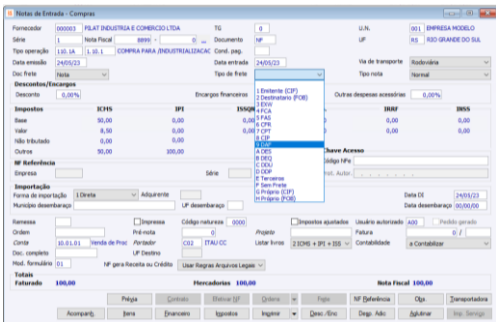 Notas de Entrada - Compras
Fornecedor 000003 FILAT INDUSTRIA E COMERCIO LTDA TG 0 U.N. 001 EMPRESA MODELO
Série 1 Nota Fiscal 8899 - 0 Documento NF UF RS RIO GRANDE DO SUL
Tipo operação 110.1A 1.10.1 COMPRA PARA /INDUSTRIALIZACAC Cond. pag.
Data emissão 24/05/23 Data entrada 24/05/23 Via de transporte Rodoviária
Doc frete Nota Tipo de frete Tipo nota Normal
Descontos/Encargos
Desconto 0,00% Encargos financeiros Outras despesas acessórias 0,00%
1 Emitente (CIF)
2 Destinatário (FOB)
3 EXW
4 FCA
5 FAS
6 CFR
7 CPT
8 CIP
9 DAF
A DES
B DEQ
C DDU
D DDP
E Terceiros
F Sem Frete
G Próprio (CIF)
H Próprio (FOB)
Impostos ICMS IPI ISSQN IRRF INSS
Base 50,00 0,00 0,00 0,00
Valor 8,50 0,00 0,00 0,00
Não tributado 0,00 0,00
Outros 50,00 100,00
NF Referência Chave Acesso
Empresa Série Código NFe
Prot. Autor.
Importação
Forma de importação 1 Direta Adquirente Data DI 24/05/23
Município desembaraço UF desembaraço Data desembaraço 00/00/00
Remessa Impressa Código natureza 0000 Impostos ajustados Usuário autorizado A00 Pedido gerado
Ordem Pré-nota 0 Projeto Fatura 0 /
Conta 10.01.01 Venda de Proc Portador C02 ITAU CC Listar livros 2 ICMS + IPI + ISS Contabilidade a Contabilizar
Doc. completo UF Destino
Mod. formulário 01 NF gera Receita ou Crédito Usar Regras Arquivos Legais
Totais
Faturado 100,00 Mercadorias 100,00 Nota Fiscal 100,00
Prévia Contrato Efetivar NF Ordens Fogio NF Referência Obs. Transportadora
Acompanh. Itens Financeiro Impostos Imprimir Desc./Enc Desp. Adic Aglutinar Imp. Serviço